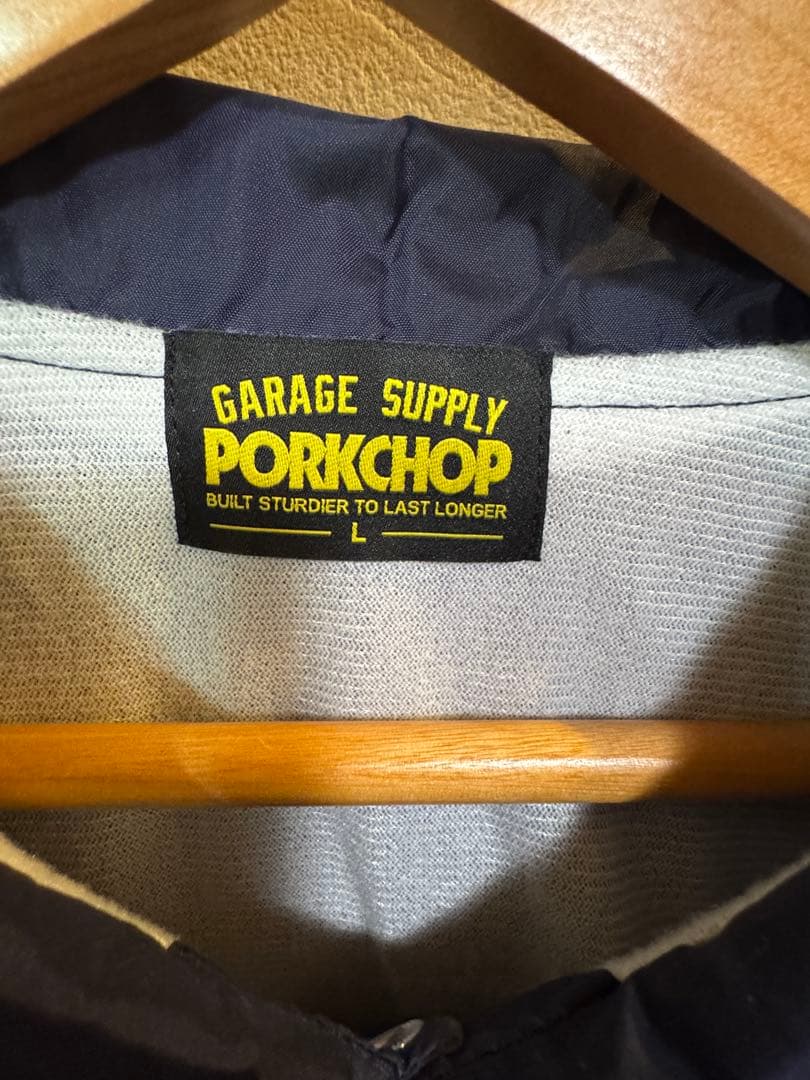 GARAGE SUPPLY
PORKCHOP
BUILT STURDIER TO LAST LONGER
L